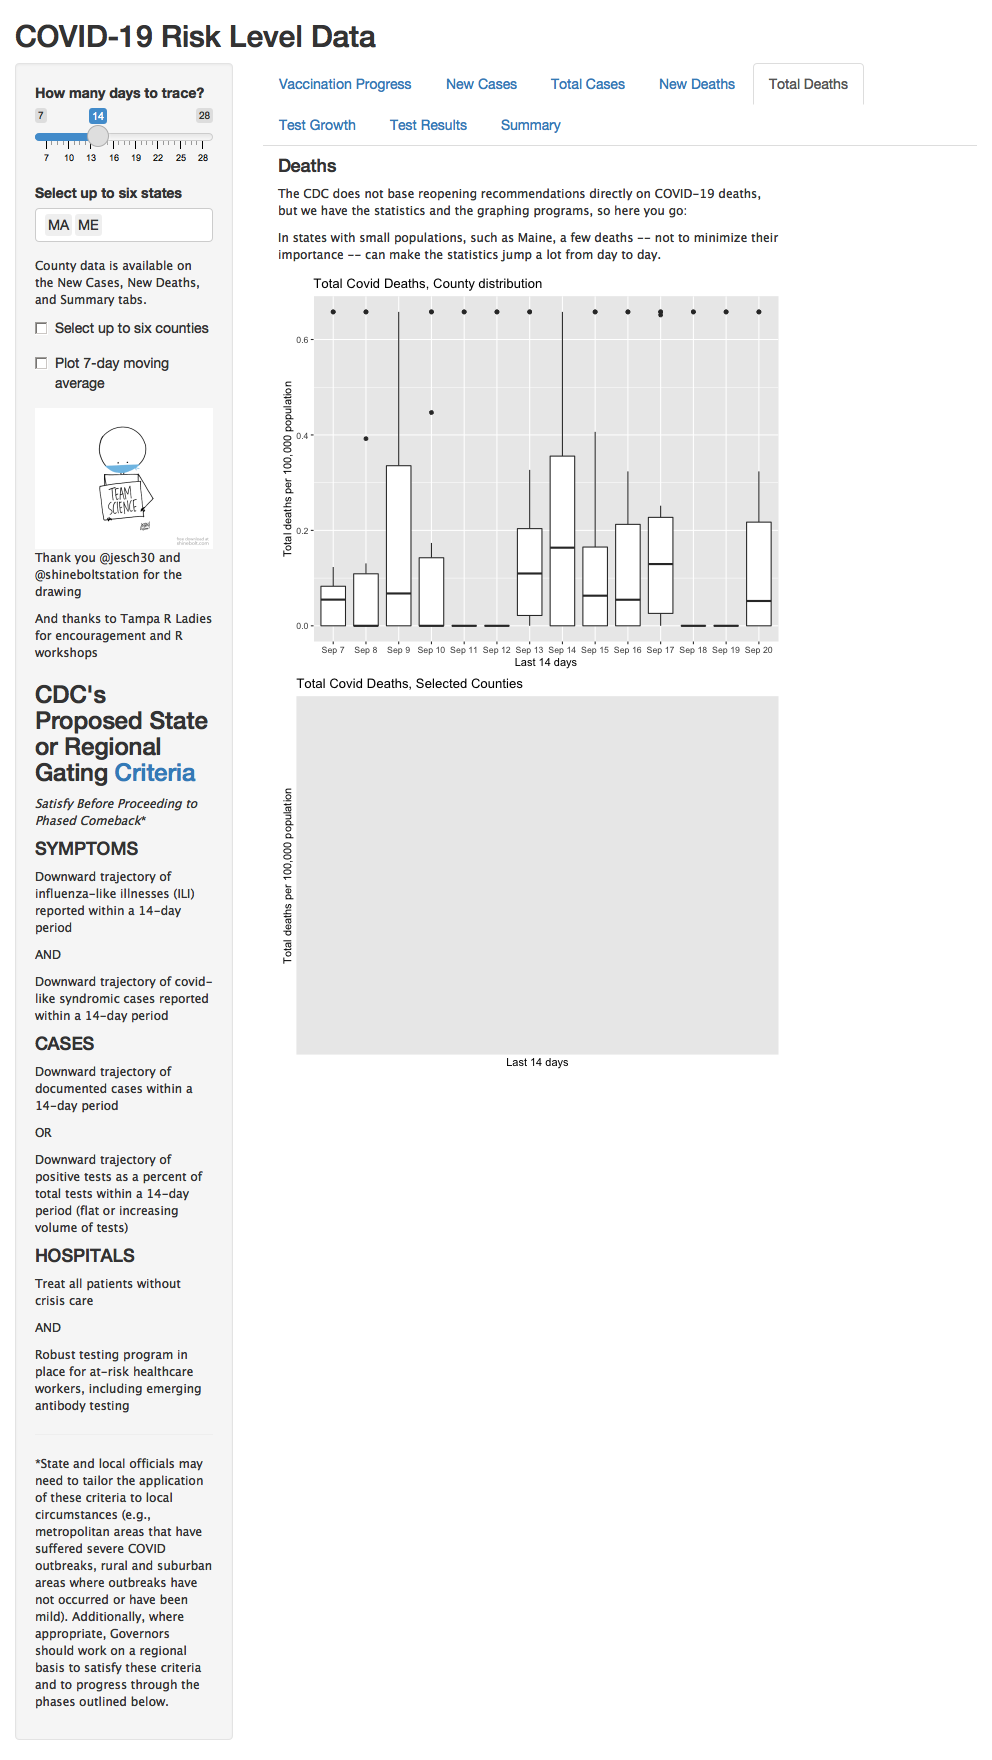 COVID-19 Risk Level Data
How many days to trace?
7 14 28
7 10 13 16 19 22 25 28
Select up to six states
MA ME
County data is available on
the New Cases, New Deaths,
and Summary tabs.
Select up to six counties
Plot 7-day moving
average
TEAM
SCIENCE
Thank you @jesch30 and
@shineboltstation for the
drawing
And thanks to Tampa R Ladies
for encouragement and R
workshops
CDC's
Proposed State
or Regional
Gating Criteria
Satisfy Before Proceeding to
Phased Comeback*
SYMPTOMS
Downward trajectory of
influenza-like illnesses (ILI)
reported within a 14-day
period
AND
Downward trajectory of covid-
like syndromic cases reported
within a 14-day period
CASES
Downward trajectory of
documented cases within a
14-day period
OR
Downward trajectory of
positive tests as a percent of
total tests within a 14-day
period (flat or increasing
volume of tests)
HOSPITALS
Treat all patients without
crisis care
AND
Robust testing program in
place for at-risk healthcare
workers, including emerging
antibody testing
*State and local officials may
need to tailor the application
of these criteria to local
circumstances (e.g.,
metropolitan areas that have
suffered severe COVID
outbreaks, rural and suburban
areas where outbreaks have
not occurred or have been
mild). Additionally, where
appropriate, Governors
should work on a regional
basis to satisfy these criteria
and to progress through the
phases outlined below.
Vaccination Progress New Cases Total Cases New Deaths Total Deaths
Test Growth Test Results Summary
Deaths
The CDC does not base reopening recommendations directly on COVID-19 deaths,
but we have the statistics and the graphing programs, so here you go:
In states with small populations, such as Maine, a few deaths -- not to minimize their
importance -- can make the statistics jump a lot from day to day.
Total Covid Deaths, County distribution
Total deaths per 100,000 population
0.6
0.4
0.2
0.0
Sep 7 Sep 8 Sep 9 Sep 10 Sep 11 Sep 12 Sep 13 Sep 14 Sep 15 Sep 16 Sep 17 Sep 18 Sep 19 Sep 20
Last 14 days
Total Covid Deaths, Selected Counties
Total deaths per 100,000 population
Last 14 days